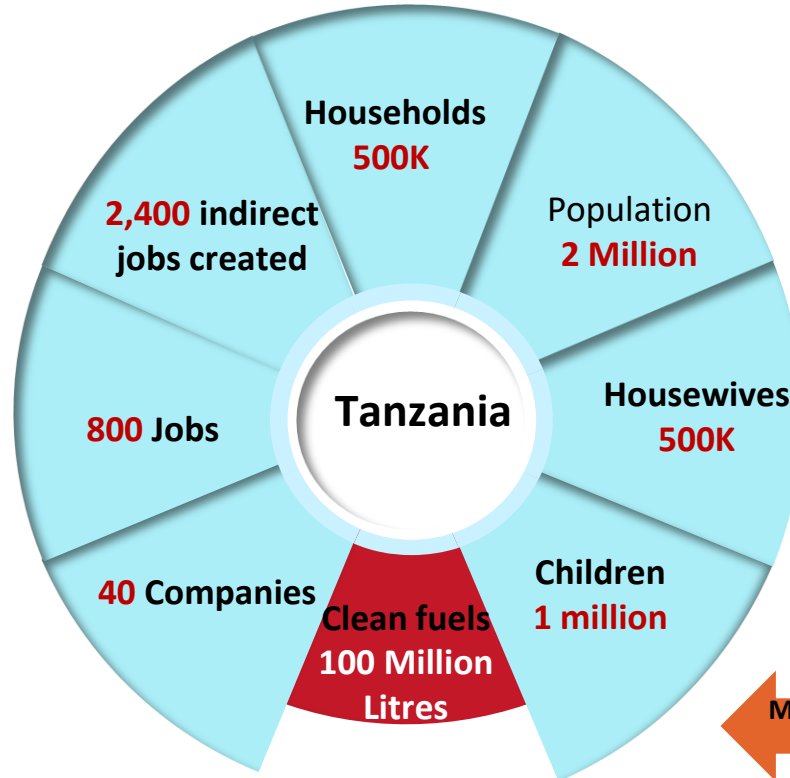 Households
500K
Population
2 Million
Housewives
500K
Children
1 million
Clean fuels
100 Million
Litres
40 Companies
800 Jobs
2,400 indirect
jobs created
Tanzania